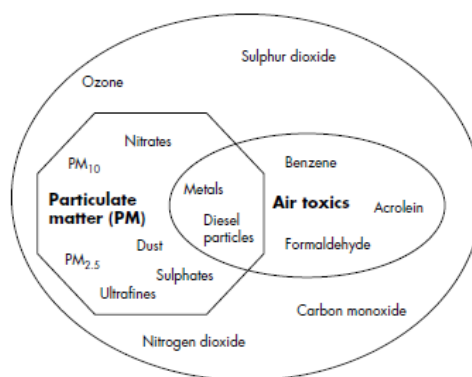 Sulphur dioxide
Ozone
Nitrates
PM10
Benzene
Metals
Particulate
matter (PM)
Air toxics
Acrolein
Diesel
particles
Dust
Formaldehyde
PM2.5
Sulphates
Ultrafines
Carbon monoxide
Nitrogen dioxide